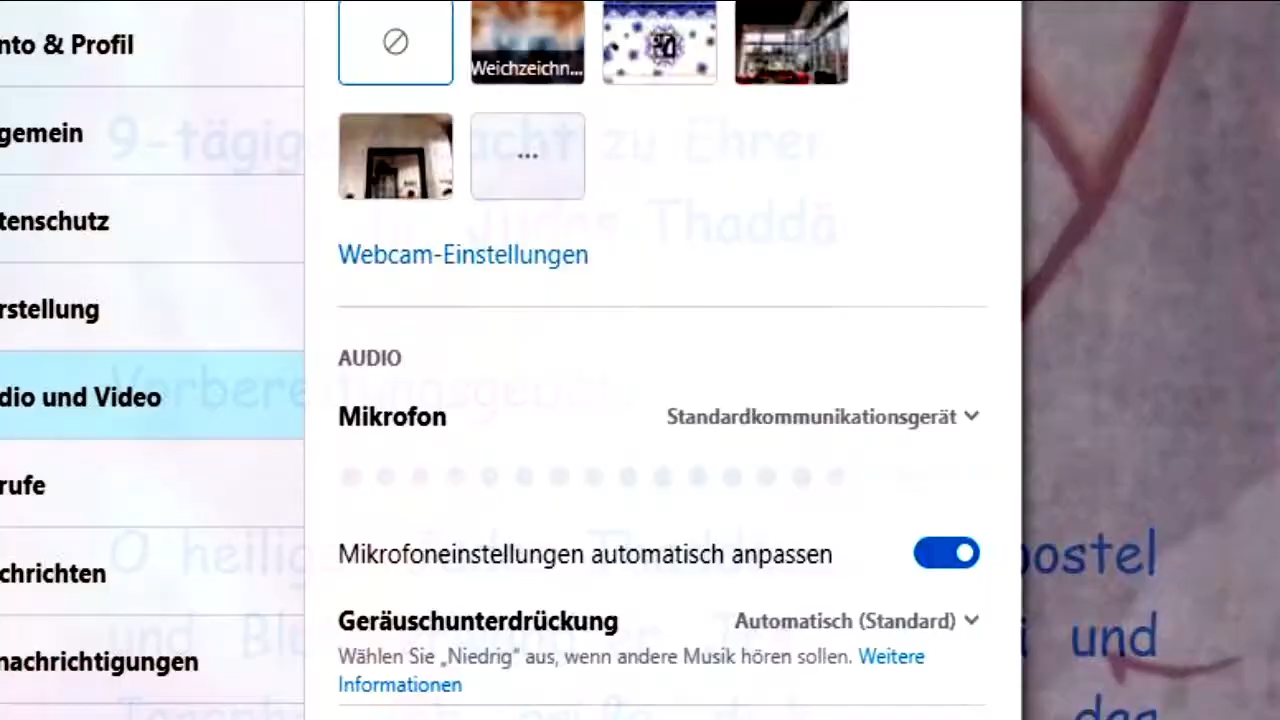 nto & Profil
gemein
tenschutz
rstellung
dio und Video
rufe
chrichten
nachrichtigungen
Weichzeichn...
...
Webcam-Einstellungen
AUDIO
Mikrofon
Standardkommunikationsgerät
Mikrofoneinstellungen automatisch anpassen
Geräuschunterdrückung
Automatisch (Standard)
Wählen Sie „Niedrig" aus, wenn andere Musik hören sollen. Weitere
Informationen
9-tägige
zu Ehren
Judas Thaddä
O heilige
postel
und
und
das